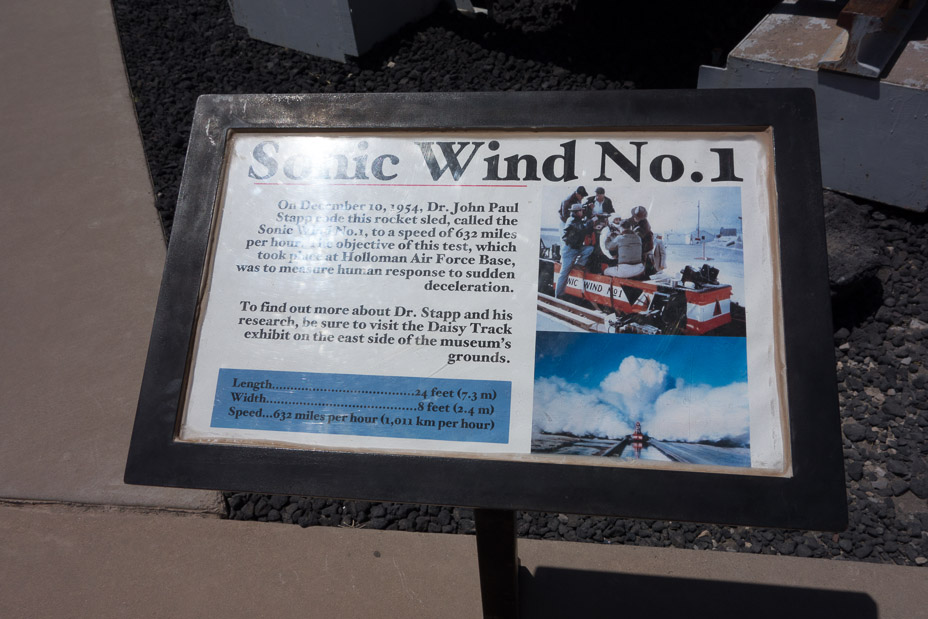 Sonic Wind No.1
On December 10, 1954, Dr. John Paul
Stapp rode this rocket sled, called the
Sonic Wind No.1, to a speed of 632 miles
per hour. The objective of this test, which
took place at Holloman Air Force Base,
was to measure human response to sudden
deceleration.
To find out more about Dr. Stapp and his
research, be sure to visit the Daisy Track
exhibit on the east side of the museum's
grounds.
Length.......................................24 feet (7.3 m)
Width.........................................8 feet (2.4 m)
Speed...632 miles per hour (1,011 km per hour)
SONIC WIND NO1